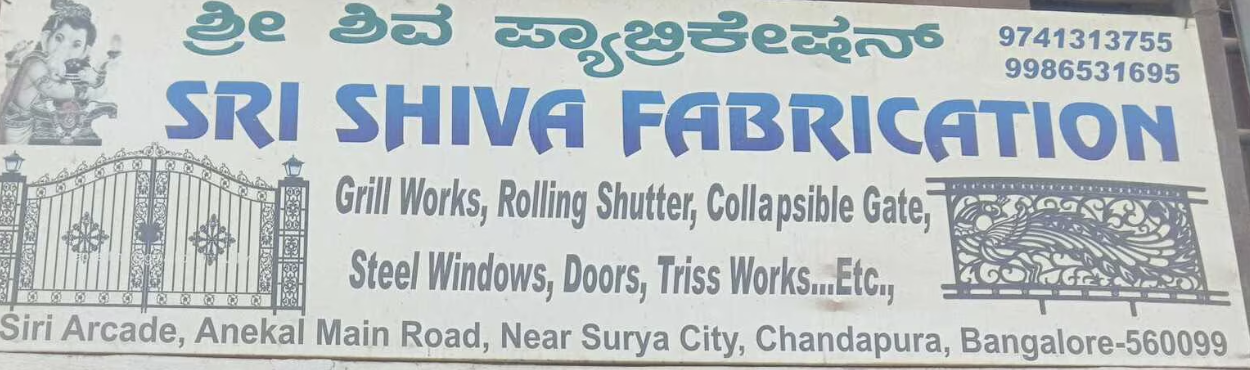 ಶ್ರೀ ಶಿವ ಪ್ಯಾಬ್ರಿಕೇಷನ್
9741313755
9986531695
SRI SHIVA FABRICATION
Grill Works, Rolling Shutter, Collapsible Gate,
Steel Windows, Doors, Triss Works...Etc.,
Siri Arcade, Anekal Main Road, Near Surya City, Chandapura, Bangalore-560099